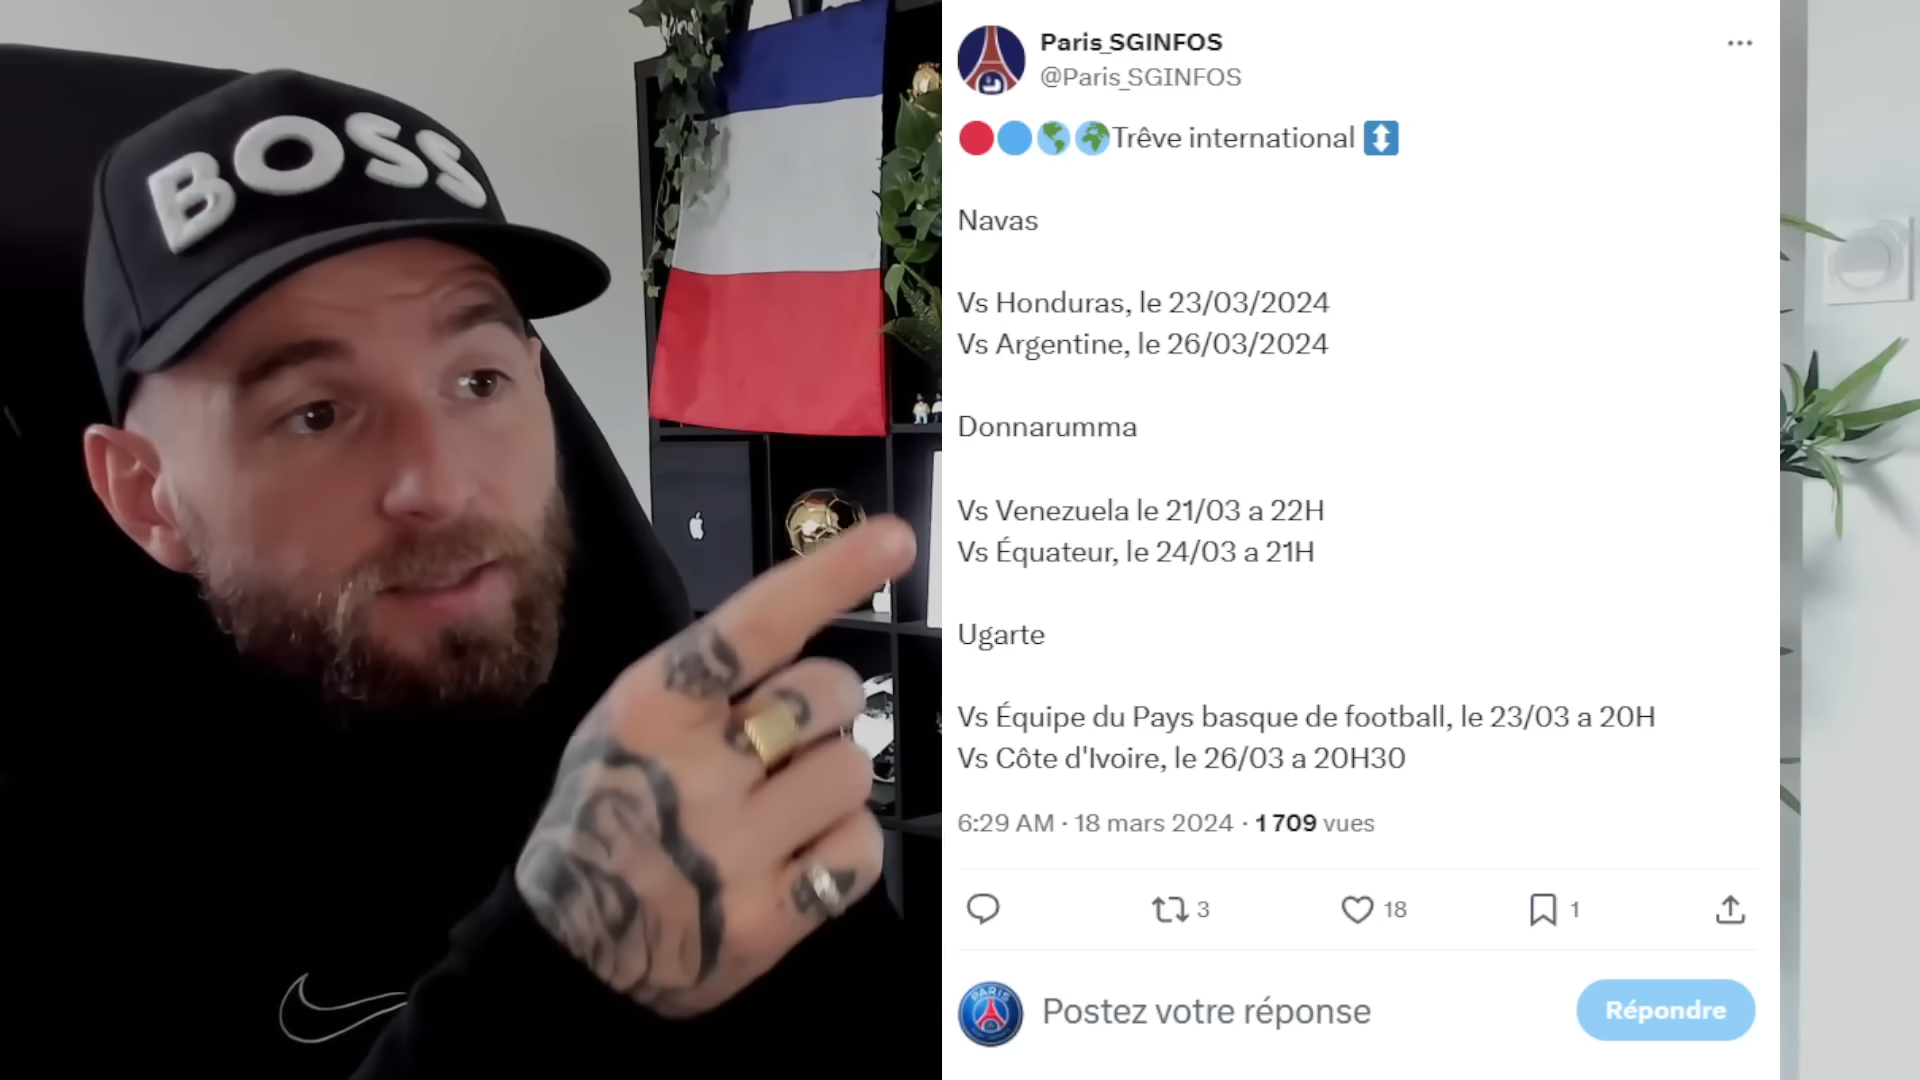 BOSS
Paris_SGINFOS
@Paris_SGINFOS
Trêve international
Navas
Vs Honduras, le 23/03/2024
Vs Argentine, le 26/03/2024
Donnarumma
Vs Venezuela le 21/03 a 22H
Vs Équateur, le 24/03 a 21H
Ugarte
Vs Équipe du Pays basque de football, le 23/03 a 20H
Vs Côte d'Ivoire, le 26/03 a 20H30
6:29 AM · 18 mars 2024 · 1 709 vues
3 18 1
PARIS
Postez votre réponse
Répondre